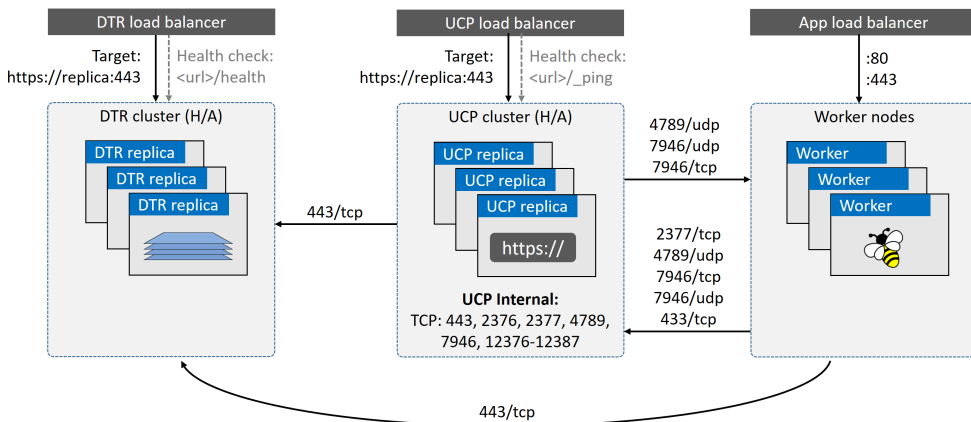 DTR load balancer
UCP load balancer
App load balancer
Target:
https://replica:443
Health check:
<url>/health
Target:
https://replica:443
Health check:
<url>/_ping
:80
:443
DTR cluster (H/A)
DTR replica
DTR replica
DTR replica
443/tcp
UCP cluster (H/A)
UCP replica
UCP replica
UCP replica
https://
UCP Internal:
TCP: 443, 2376, 2377, 4789,
7946, 12376-12387
4789/udp
7946/udp
7946/tcp
2377/tcp
4789/udp
7946/tcp
7946/udp
433/tcp
Worker nodes
Worker
Worker
Worker
443/tcp